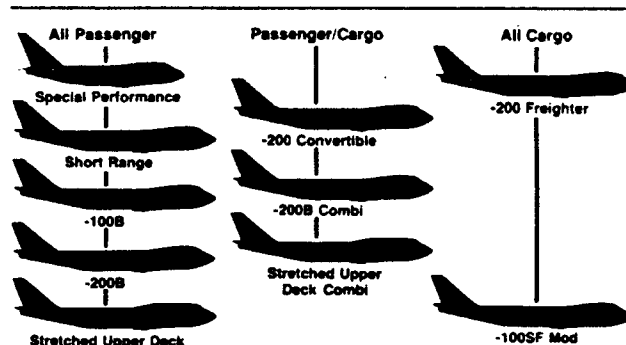 All Passenger
Special Performance
Short Range
-100B
-200B
Stretched Upper Deck
Passenger/Cargo
-200 Convertible
-200B Combi
Stretched Upper
Deck Combi
All Cargo
-200 Freighter
-100SF Mod